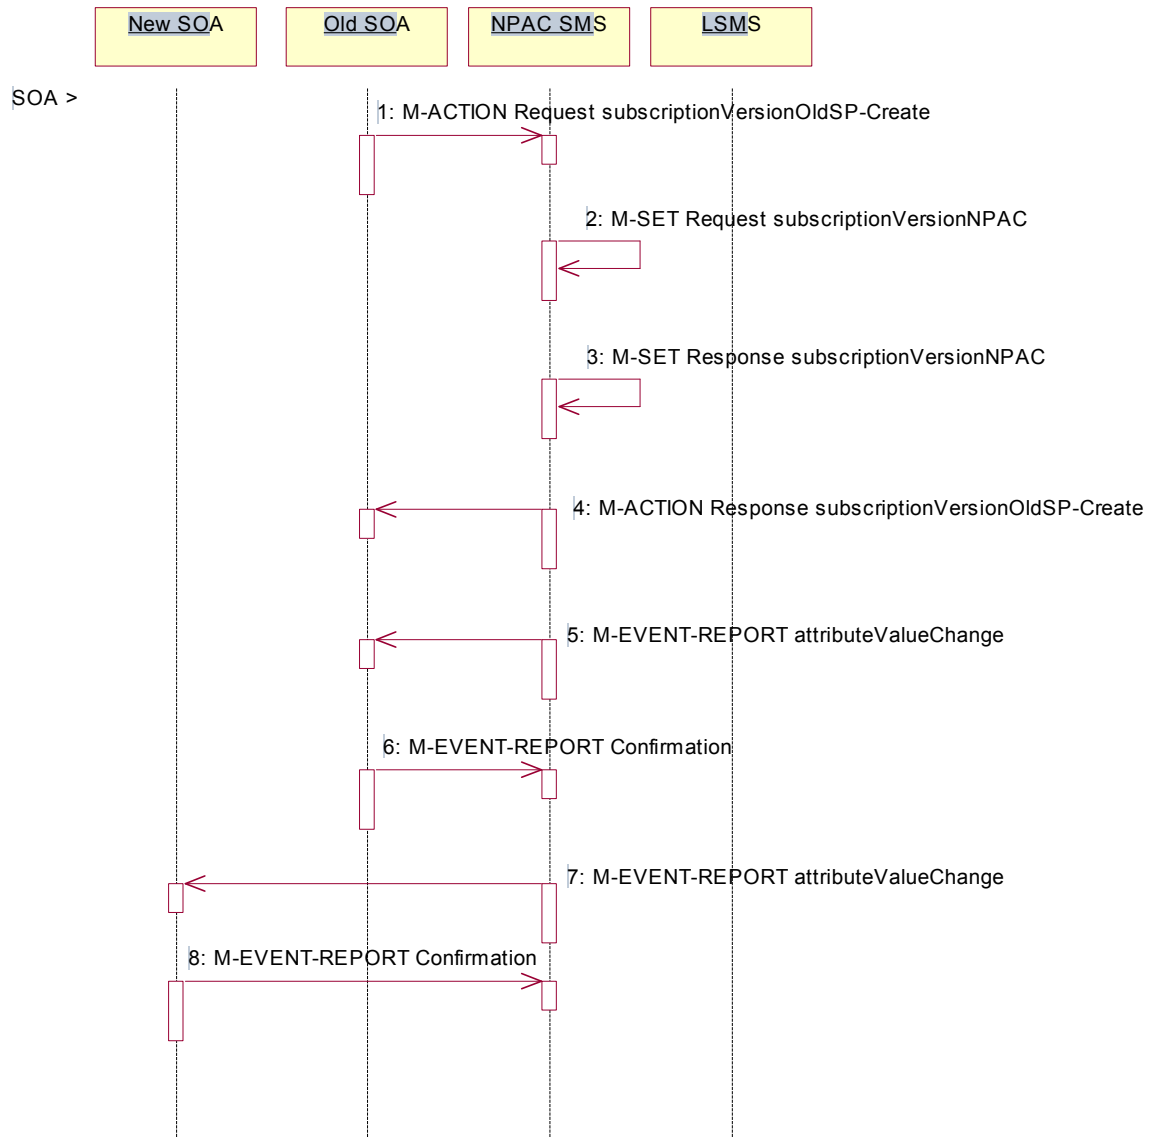 New SOA
Old SOA
NPAC SMS
LSMS
SOA >
1: M-ACTION Request subscriptionVersionOldSP-Create
2: M-SET Request subscriptionVersionNPAC
3: M-SET Response subscriptionVersionNPAC
4: M-ACTION Response subscriptionVersionOldSP-Create
5: M-EVENT-REPORT attributeValueChange
6: M-EVENT-REPORT Confirmation
7: M-EVENT-REPORT attributeValueChange
8: M-EVENT-REPORT Confirmation